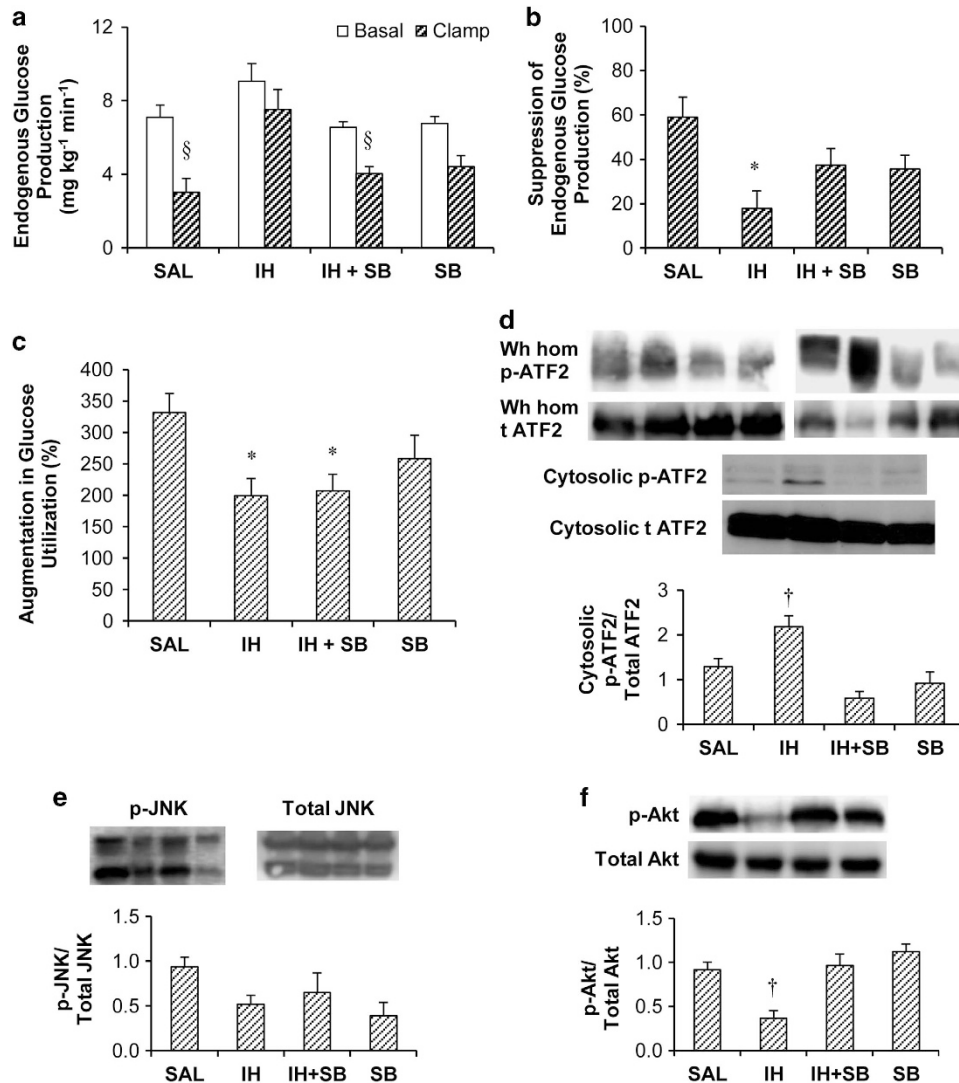 a
Endogenous Glucose
Production
(mg kg⁻¹ min⁻¹)
12
8
4
0
Basal
Clamp
§
§
SAL
IH
IH + SB
SB
b
Suppression of
Endogenous Glucose
Production (%)
100
80
60
40
20
0
*
SAL
IH
IH + SB
SB
c
Augmentation in Glucose
Utilization (%)
400
350
300
250
200
150
100
50
0
*
*
SAL
IH
IH + SB
SB
d
Wh hom
p-ATF2
Wh hom
t ATF2
Cytosolic p-ATF2
Cytosolic t ATF2
Cytosolic
p-ATF2/
Total ATF2
3
2
1
0
†
SAL
IH
IH+SB
SB
e
p-JNK
Total JNK
p-JNK/
Total JNK
1.5
1.0
0.5
0.0
SAL
IH
IH+SB
SB
f
p-Akt
Total Akt
p-Akt/
Total Akt
1.5
1.0
0.5
0.0
†
SAL
IH
IH+SB
SB